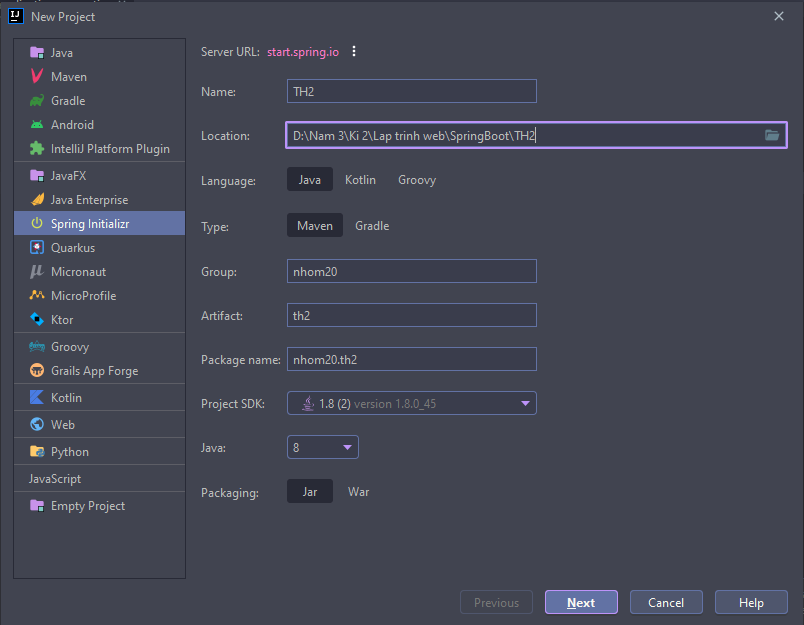 New Project
Java
Maven
Gradle
Android
IntelliJ Platform Plugin
JavaFX
Java Enterprise
Spring Initializr
Quarkus
Micronaut
MicroProfile
Ktor
Groovy
Grails App Forge
Kotlin
Web
Python
JavaScript
Empty Project
Server URL: start.spring.io
Name: TH2
Location: D:\Nam 3\Ki 2\Lap trinh web\SpringBoot\TH2
Language: Java Kotlin Groovy
Type: Maven Gradle
Group: nhom20
Artifact: th2
Package name: nhom20.th2
Project SDK: 1.8 (2) version 1.8.0_45
Java: 8
Packaging: Jar War
Previous Next Cancel Help